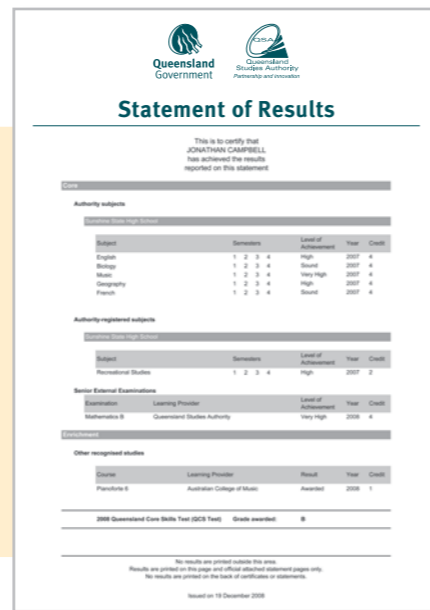 Queensland
Government
QSA
Queensland
Studies Authority
Partnership and innovation
Statement of Results
This is to certify that
JONATHAN CAMPBELL
has achieved the results
reported on this statement
Core
Authority subjects
Sunshine State High School
Subject Semesters Level of Achievement Year Credit
English 1 2 3 4 High 2007 4
Biology 1 2 3 4 Sound 2007 4
Music 1 2 3 4 Very High 2007 4
Geography 1 2 3 4 High 2007 4
French 1 2 3 4 Sound 2007 4
Authority-registered subjects
Sunshine State High School
Subject Semesters Level of Achievement Year Credit
Recreational Studies 1 2 3 4 High 2007 2
Senior External Examinations
Examination Learning Provider Level of Achievement Year Credit
Mathematics B Queensland Studies Authority Very High 2008 4
Enrichment
Other recognised studies
Course Learning Provider Result Year Credit
Pianoforte 6 Australian College of Music Awarded 2008 1
2008 Queensland Core Skills Test (QCS Test) Grade awarded: B
No results are printed outside this area.
Results are printed on this page and official attached statement pages only.
No results are printed on the back of certificates or statements.
Issued on 19 December 2008